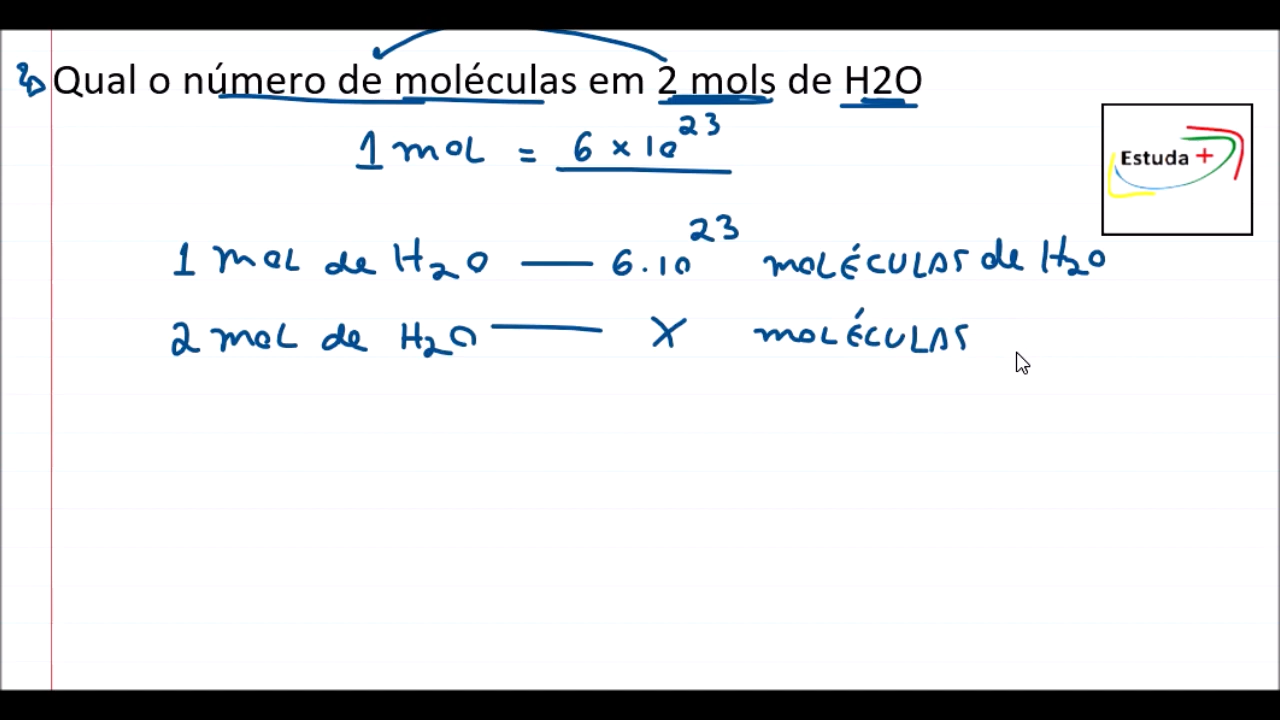 2) Qual o número de moléculas em 2 mols de H2O
1 mol = 6 × 10²³
Estuda +
1 mol de H₂O — 6.10²³ moLÉCULAS de H₂O
2 mol de H₂O — X moLÉCULAS